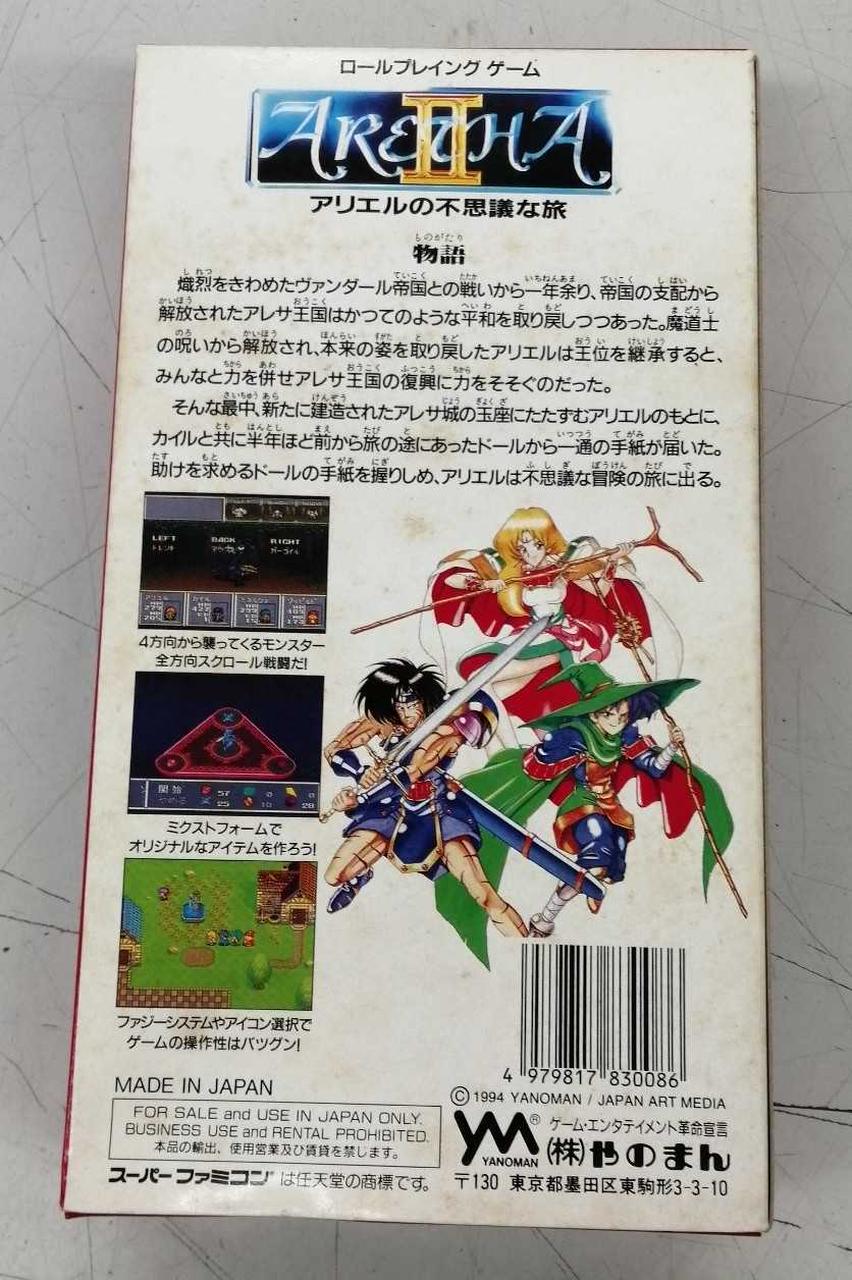 ロールプレイング ゲーム
ARETHA II
アリエルの不思議な旅
ものがたり
物語
熾烈をきわめたヴァンダール帝国との戦いから一年余り、帝国の支配から
解放されたアレサ王国はかつてのような平和を取り戻しつつあった。魔道士
の呪いから解放され、本来の姿を取り戻したアリエルは王位を継承すると、
みんなと力を併せアレサ王国の復興に力をそそぐのだった。
そんな最中、新たに建造されたアレサ城の玉座にたたずむアリエルのもとに、
カイルと共に半年ほど前から旅の途にあったドールから一通の手紙が届いた。
助けを求めるドールの手紙を握りしめ、アリエルは不思議な冒険の旅に出る。
LEFT BACK RIGHT
4方向から襲ってくるモンスター
全方向スクロール戦闘だ!
開始 57
25 10 28
ミクストフォームで
オリジナルなアイテムを作ろう!
ファジーシステムやアイコン選択で
ゲームの操作性はバツグン!
4 979817 830086
MADE IN JAPAN
FOR SALE and USE IN JAPAN ONLY.
BUSINESS USE and RENTAL PROHIBITED.
本品の輸出、使用営業及び賃貸を禁じます。
スーパーファミコン®は任天堂の商標です。
© 1994 YANOMAN / JAPAN ART MEDIA
YM®
YANOMAN
ゲーム・エンタテイメント革命宣言
(株)やのまん
〒130 東京都墨田区東駒形3-3-10